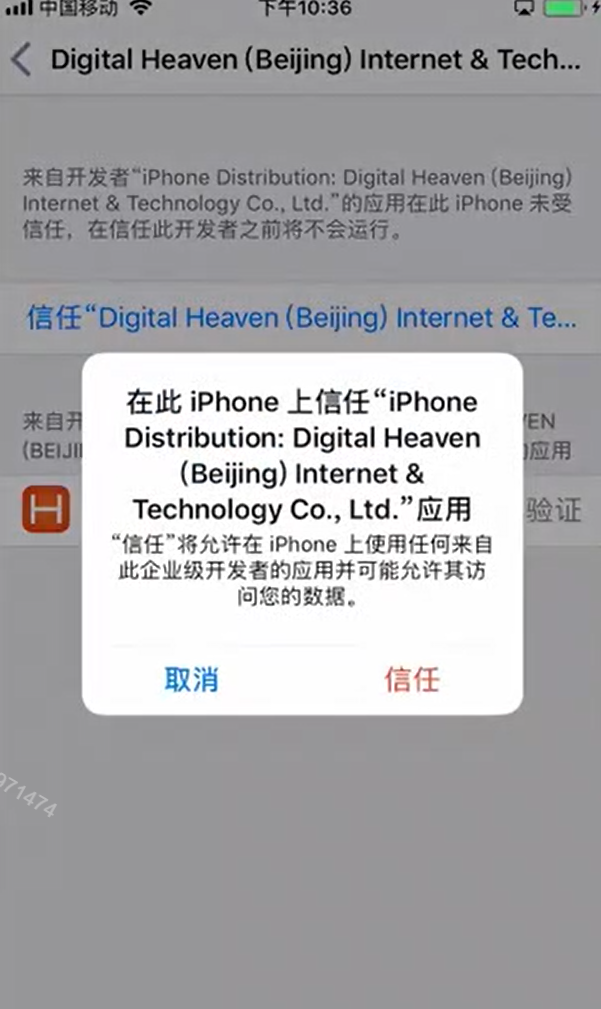 中国移动 下午10:36
Digital Heaven (Beijing) Internet & Tech...
来自开发者“iPhone Distribution: Digital Heaven (Beijing)
Internet & Technology Co., Ltd.”的应用在此 iPhone 未受
信任，在信任此开发者之前将不会运行。
信任“Digital Heaven (Beijing) Internet & Te...
在此 iPhone 上信任“iPhone
Distribution: Digital Heaven
(Beijing) Internet &
Technology Co., Ltd.”应用
“信任”将允许在 iPhone 上使用任何来自
此企业级开发者的应用并可能允许其访
问您的数据。
来自开
VEN
(BEIJI
应用
H
验证
取消 信任
971474